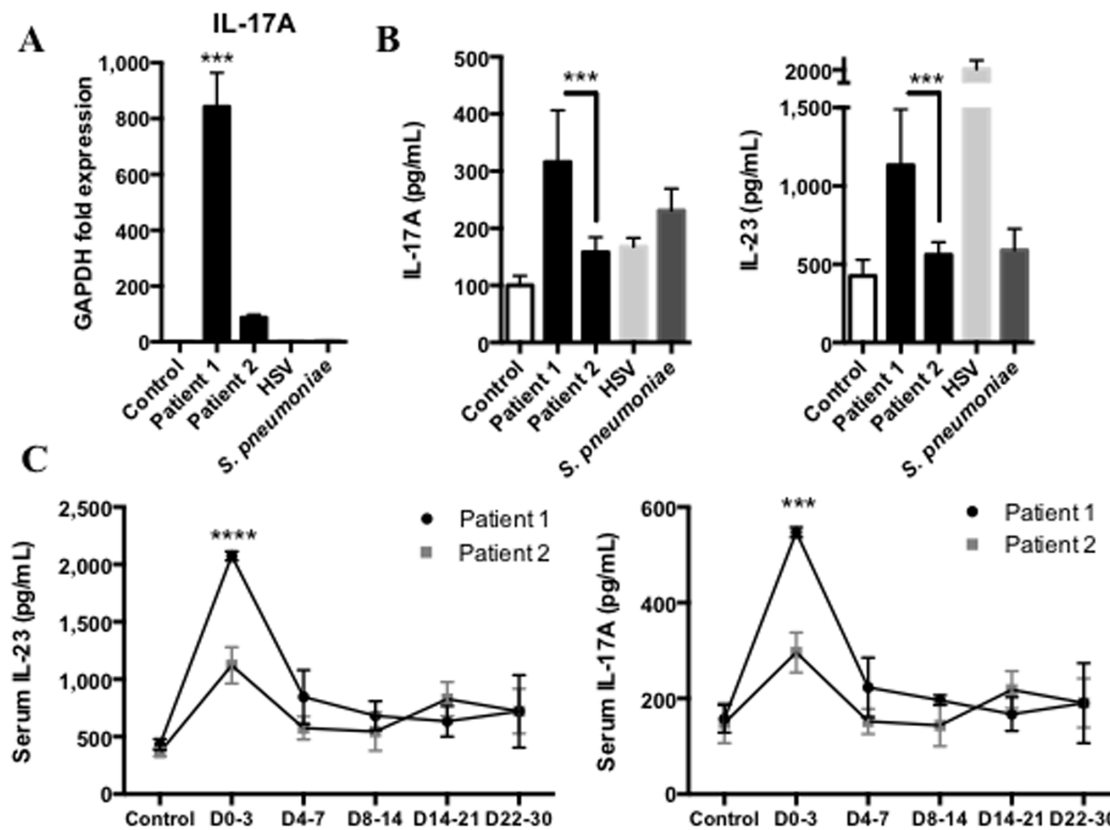 A
IL-17A
GAPDH fold expression
1,000
800
600
400
200
0
***
Control
Patient 1
Patient 2
HSV
S. pneumoniae
B
IL-17A (pg/mL)
500
400
300
200
100
0
***
Control
Patient 1
Patient 2
HSV
S. pneumoniae
IL-23 (pg/mL)
2000
1,500
1,000
500
0
***
Control
Patient 1
Patient 2
HSV
S. pneumoniae
C
Serum IL-23 (pg/mL)
2,500
2,000
1,500
1,000
500
0
****
Patient 1
Patient 2
Control D0-3 D4-7 D8-14 D14-21 D22-30
Serum IL-17A (pg/mL)
600
400
200
0
***
Patient 1
Patient 2
Control D0-3 D4-7 D8-14 D14-21 D22-30